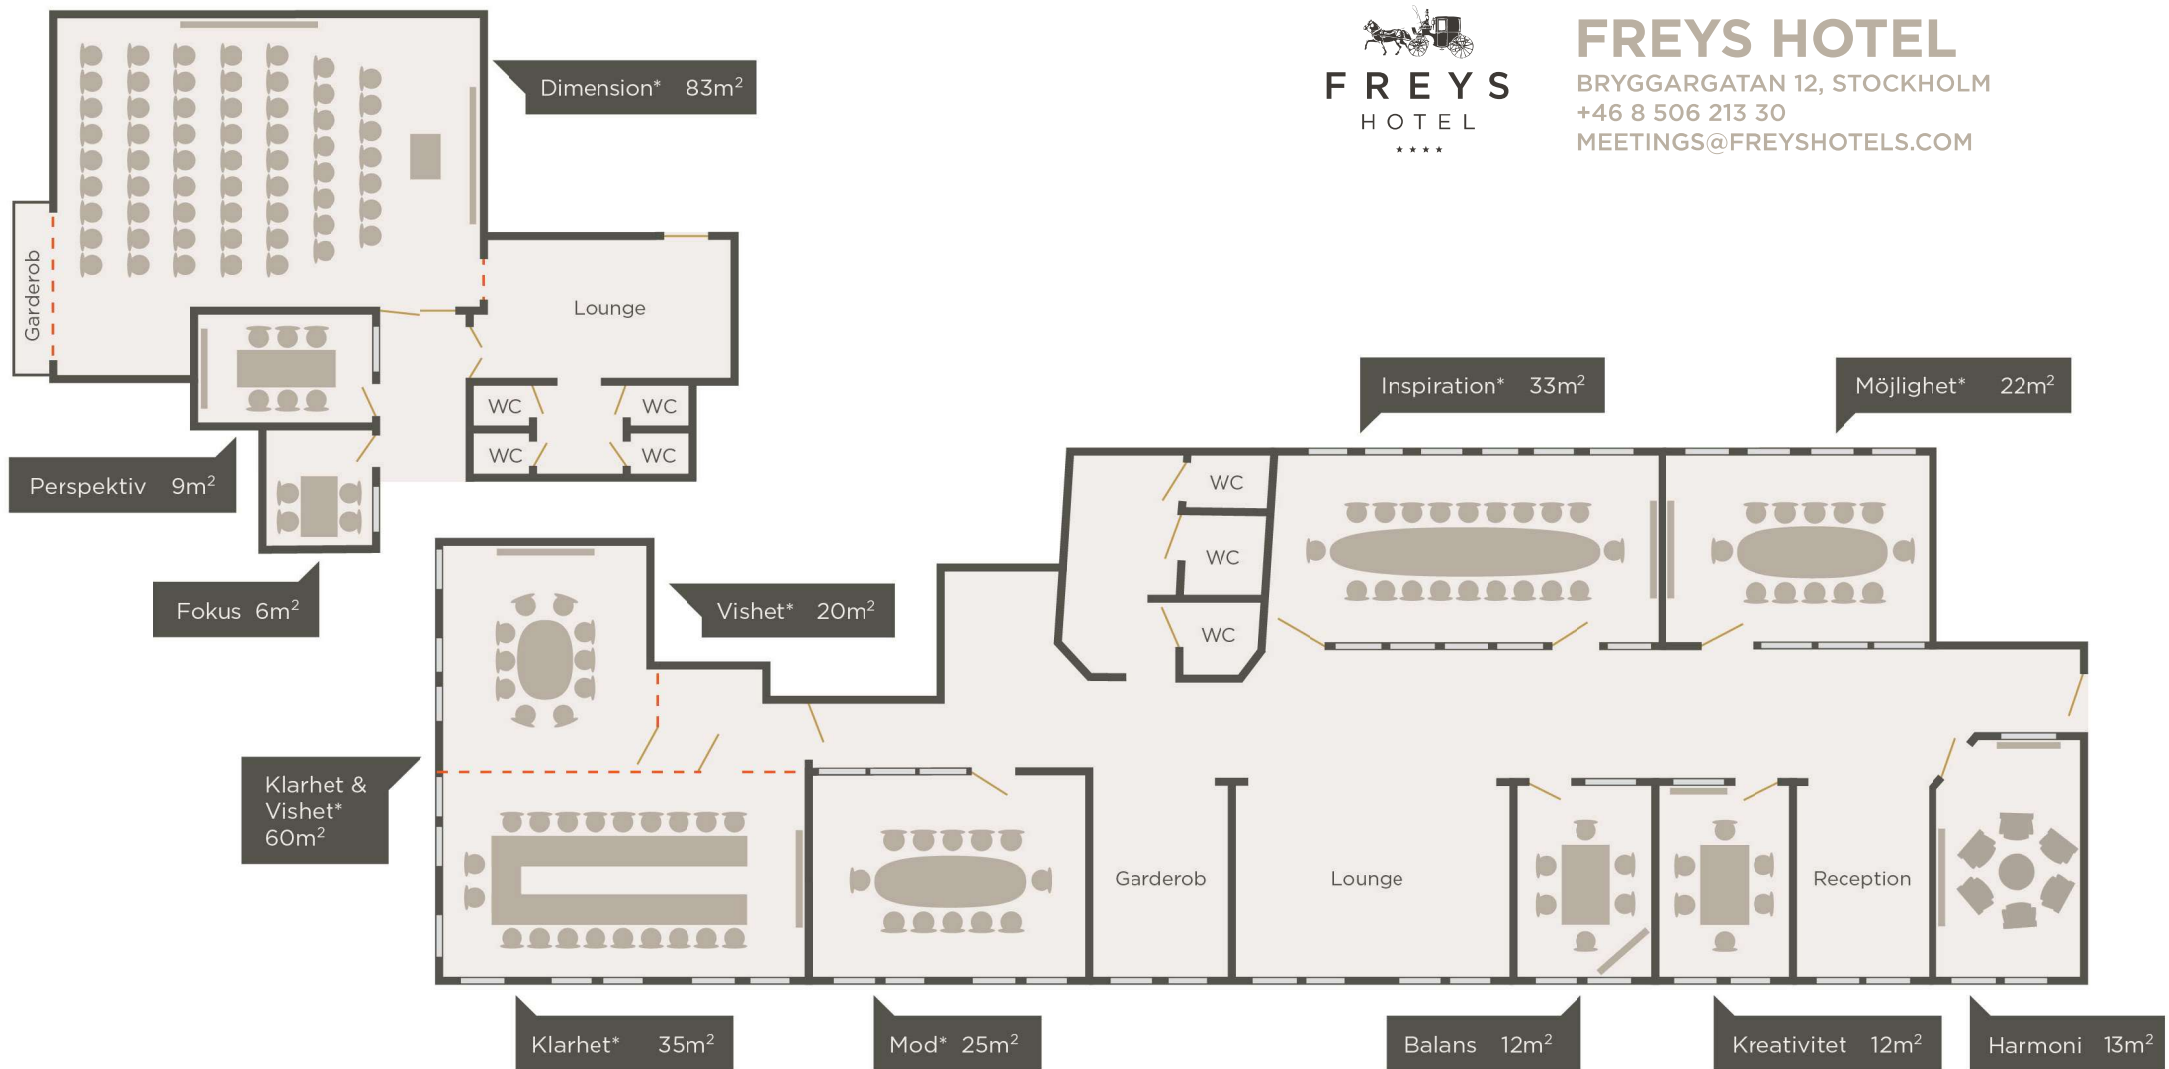 FREYS
HOTEL
FREYS HOTEL
BRYGGARGATAN 12, STOCKHOLM
+46 8 506 213 30
MEETINGS@FREYSHOTELS.COM
Dimension* 83m²
Garderob
Lounge
WC
WC
WC
WC
Perspektiv 9m²
Fokus 6m²
Inspiration* 33m²
Möjlighet* 22m²
WC
WC
WC
Vishet* 20m²
Klarhet &
Vishet*
60m²
Garderob
Lounge
Reception
Klarhet* 35m²
Mod* 25m²
Balans 12m²
Kreativitet 12m²
Harmoni 13m²